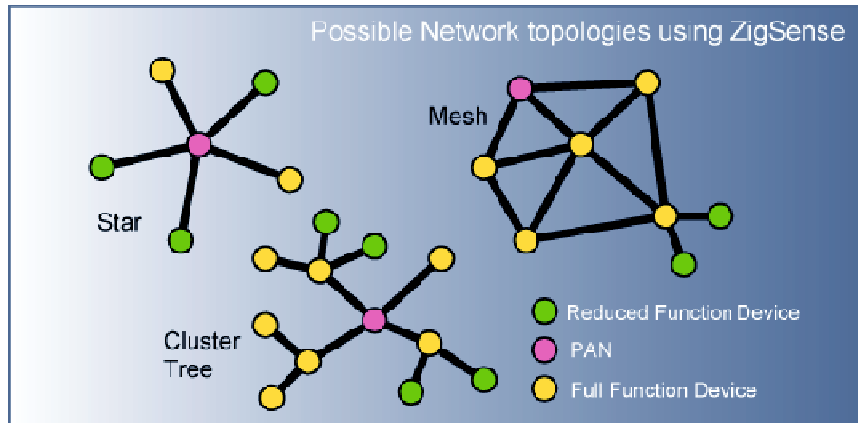 Possible Network topologies using ZigSense
Mesh
Star
Cluster
Tree
Reduced Function Device
PAN
Full Function Device